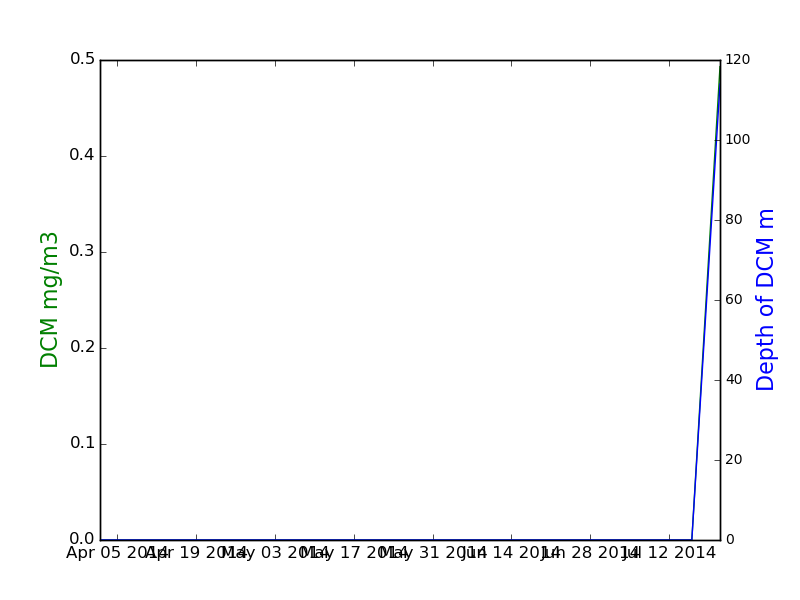 0.5
0.4
0.3
0.2
0.1
0.0
DCM mg/m3
120
100
80
60
40
20
0
Depth of DCM m
Apr 05 2014
Apr 19 2014
May 03 2014
May 17 2014
May 31 2014
Jun 14 2014
Jun 28 2014
Jul 12 2014